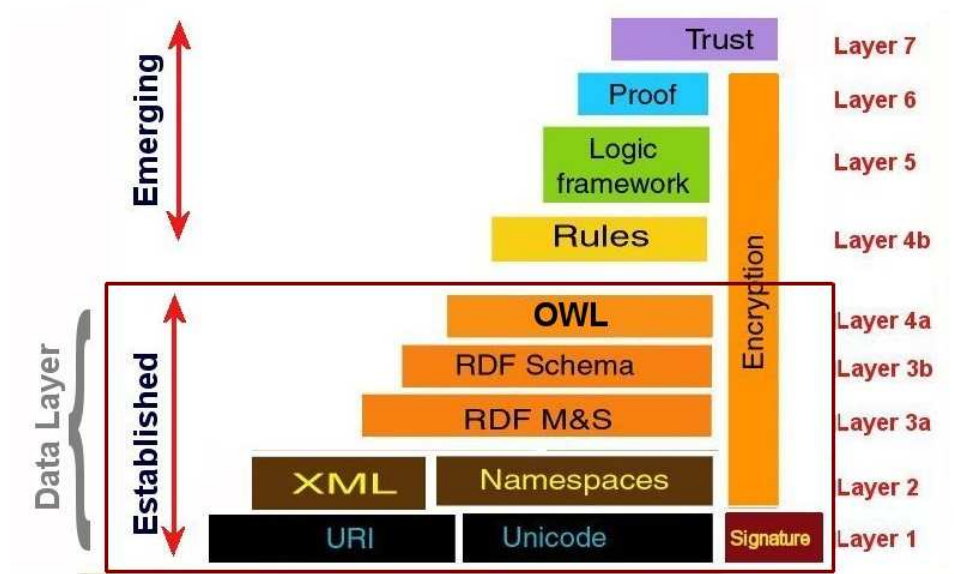 Trust
Layer 7
Proof
Layer 6
Emerging
Logic
framework
Layer 5
Rules
Layer 4b
Encryption
OWL
Layer 4a
RDF Schema
Layer 3b
RDF M&S
Layer 3a
Data Layer
Established
XML
Namespaces
Layer 2
URI
Unicode
Signature
Layer 1